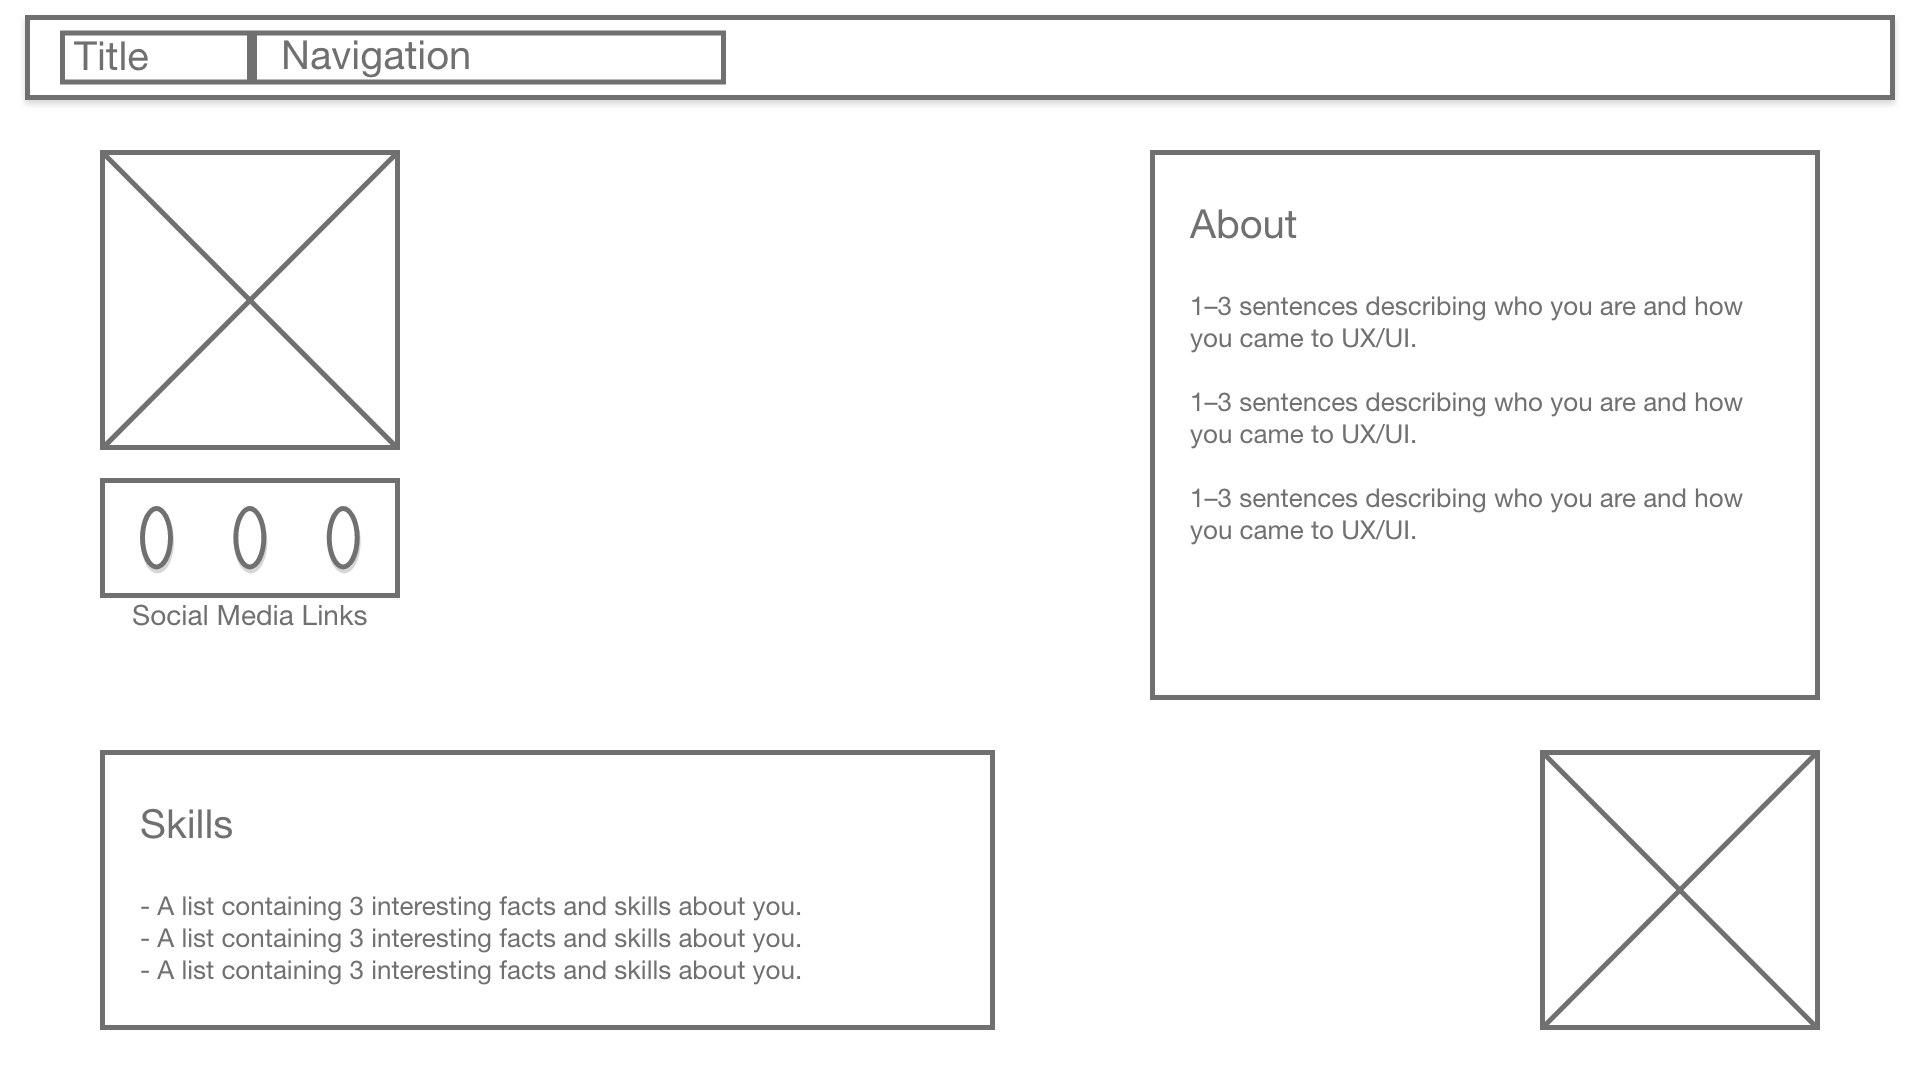 Title
Navigation
About
1–3 sentences describing who you are and how
you came to UX/UI.
1–3 sentences describing who you are and how
you came to UX/UI.
1–3 sentences describing who you are and how
you came to UX/UI.
Social Media Links
Skills
- A list containing 3 interesting facts and skills about you.
- A list containing 3 interesting facts and skills about you.
- A list containing 3 interesting facts and skills about you.